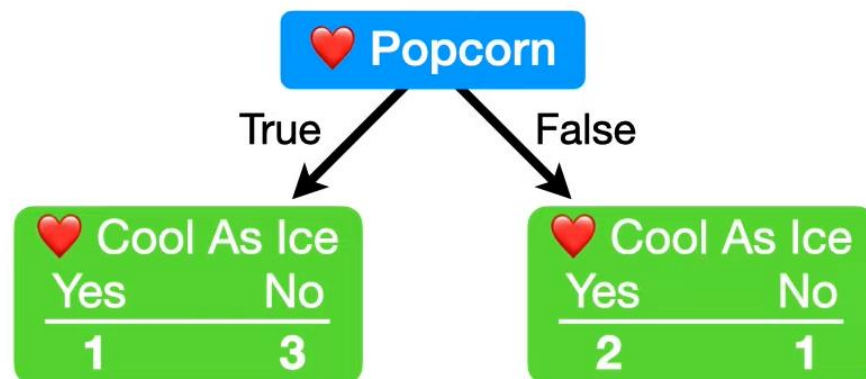 ❤️ Popcorn
True
False
❤️ Cool As Ice
Yes No
1 3
❤️ Cool As Ice
Yes No
2 1